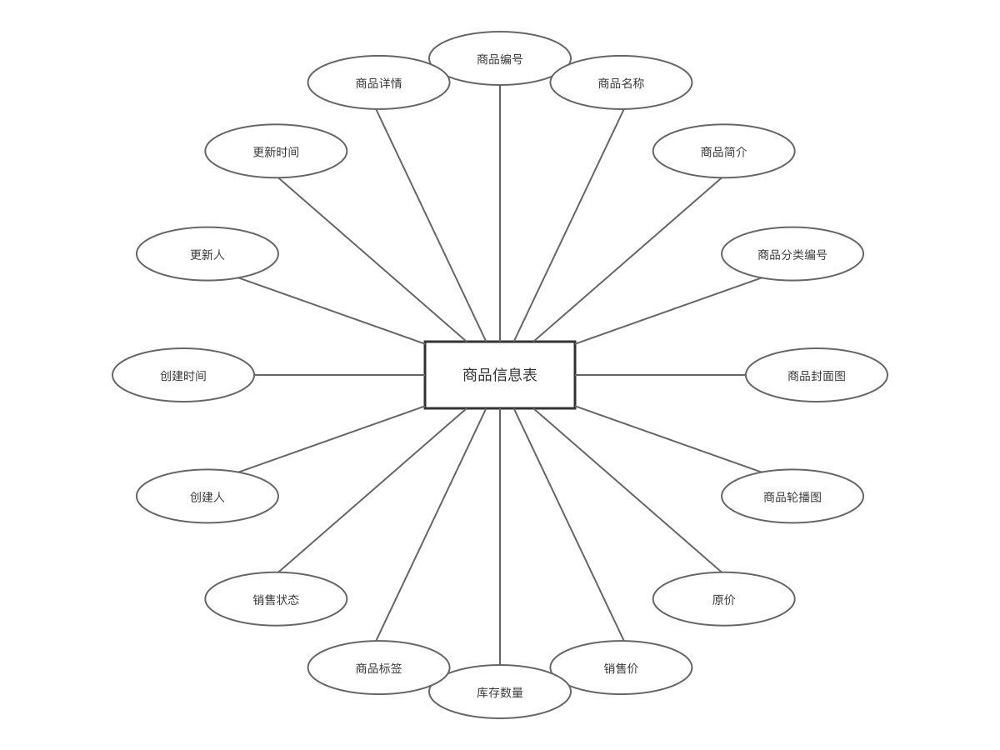 商品编号
商品详情
商品名称
更新时间
商品简介
更新人
商品分类编号
创建时间
商品信息表
商品封面图
创建人
商品轮播图
销售状态
原价
商品标签
销售价
库存数量